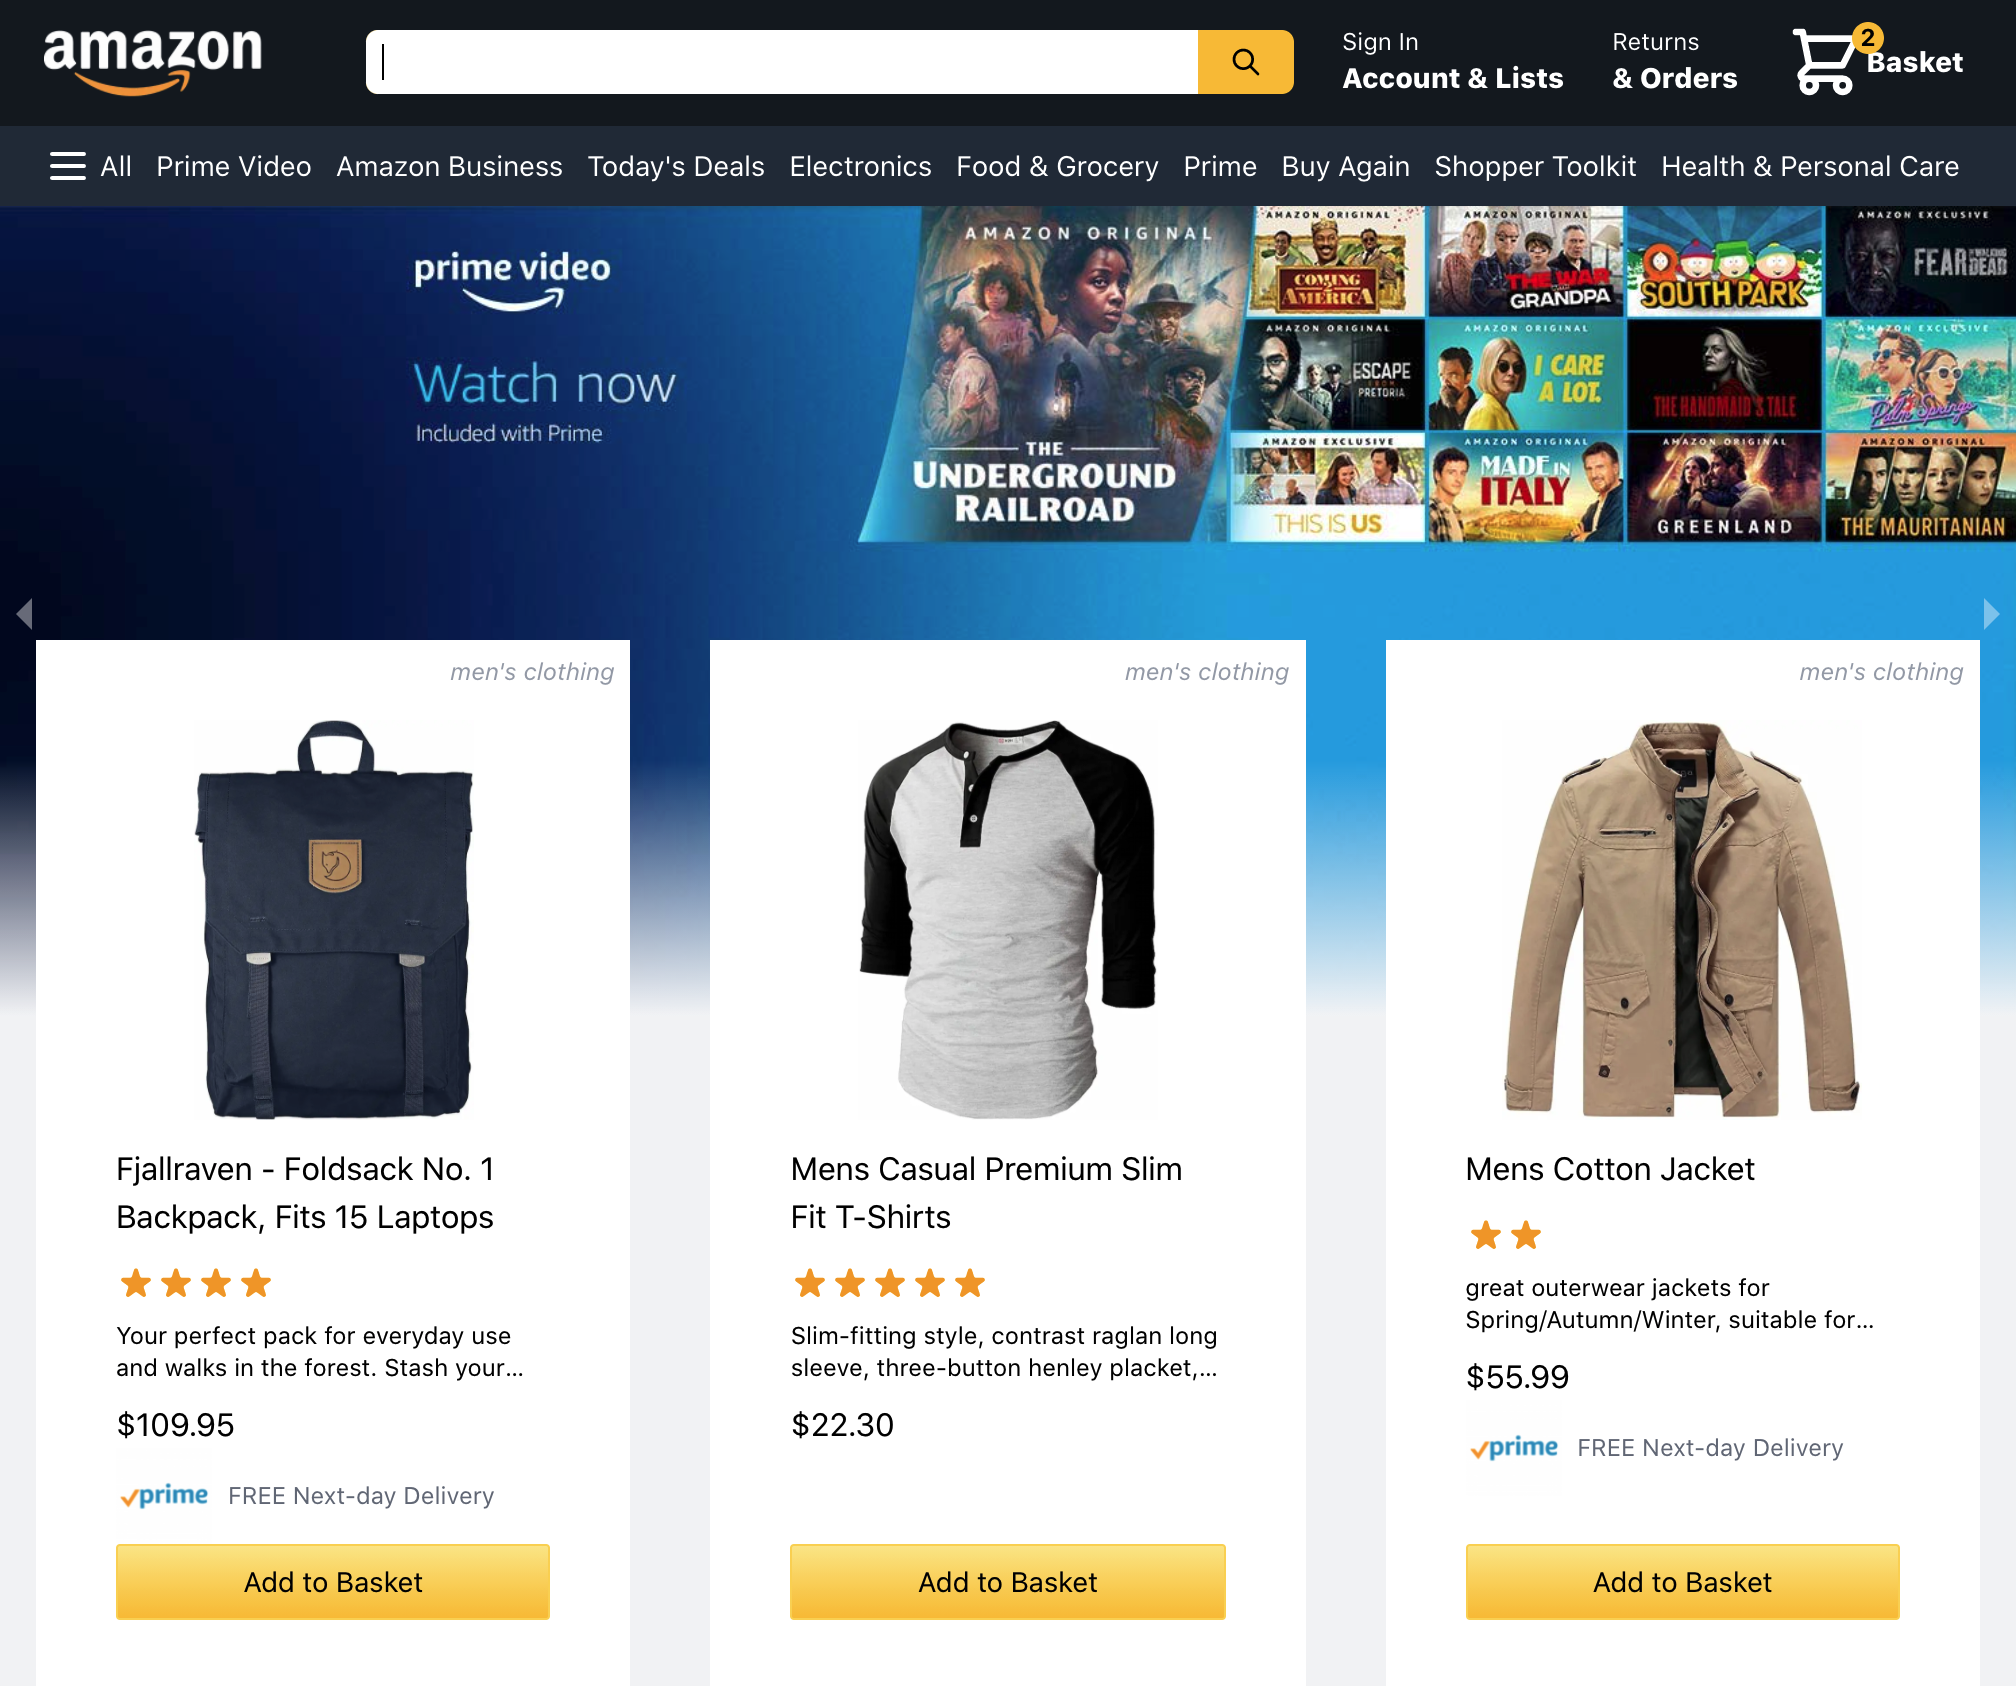 amazon
Sign In
Account & Lists
Returns
& Orders
2
Basket
All Prime Video Amazon Business Today's Deals Electronics Food & Grocery Prime Buy Again Shopper Toolkit Health & Personal Care
prime video
Watch now
Included with Prime
AMAZON ORIGINAL
THE
UNDERGROUND
RAILROAD
AMAZON ORIGINAL
COMING
2
AMERICA
AMAZON ORIGINAL
THE WAR
GRANDPA
SOUTH PARK
AMAZON EXCLUSIVE
FEAR THE WALKING DEAD
AMAZON ORIGINAL
ESCAPE
FROM
PRETORIA
AMAZON ORIGINAL
I CARE
A LOT.
THE HANDMAID'S TALE
AMAZON EXCLUSIVE
Palm Springs
AMAZON EXCLUSIVE
THIS IS US
AMAZON ORIGINAL
MADE IN
ITALY
AMAZON ORIGINAL
GREENLAND
AMAZON ORIGINAL
THE MAURITANIAN
men's clothing
Fjallraven - Foldsack No. 1
Backpack, Fits 15 Laptops
Your perfect pack for everyday use
and walks in the forest. Stash your...
$109.95
prime FREE Next-day Delivery
Add to Basket
men's clothing
Mens Casual Premium Slim
Fit T-Shirts
Slim-fitting style, contrast raglan long
sleeve, three-button henley placket,...
$22.30
Add to Basket
men's clothing
Mens Cotton Jacket
great outerwear jackets for
Spring/Autumn/Winter, suitable for...
$55.99
prime FREE Next-day Delivery
Add to Basket